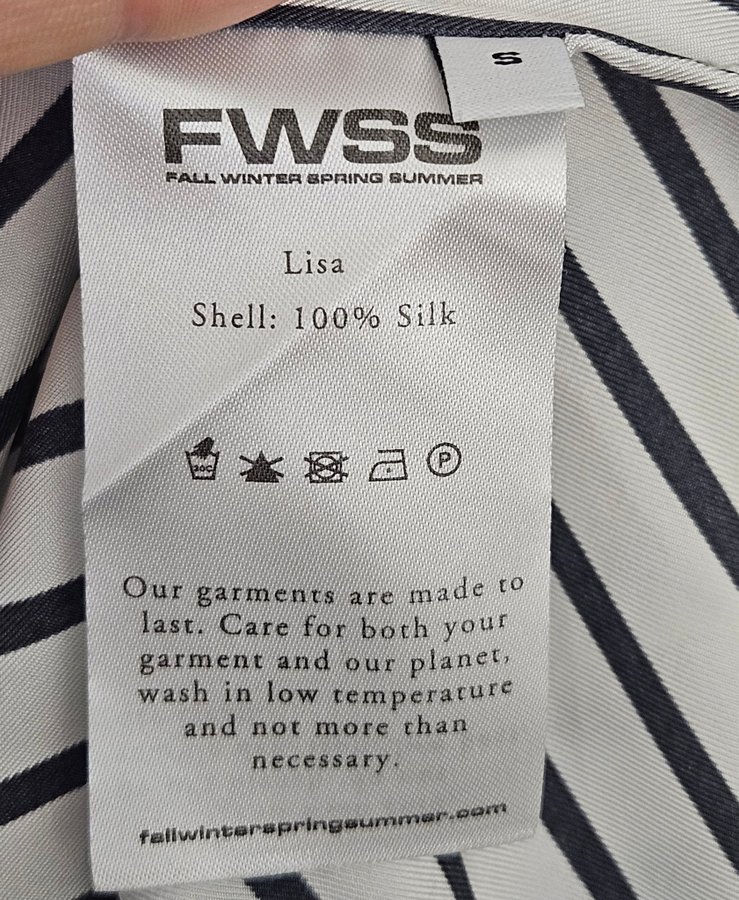 S
FWSS
FALL WINTER SPRING SUMMER
Lisa
Shell: 100% Silk
30C
P
Our garments are made to
last. Care for both your
garment and our planet,
wash in low temperature
and not more than
necessary.
fallwinterspringsummer.com